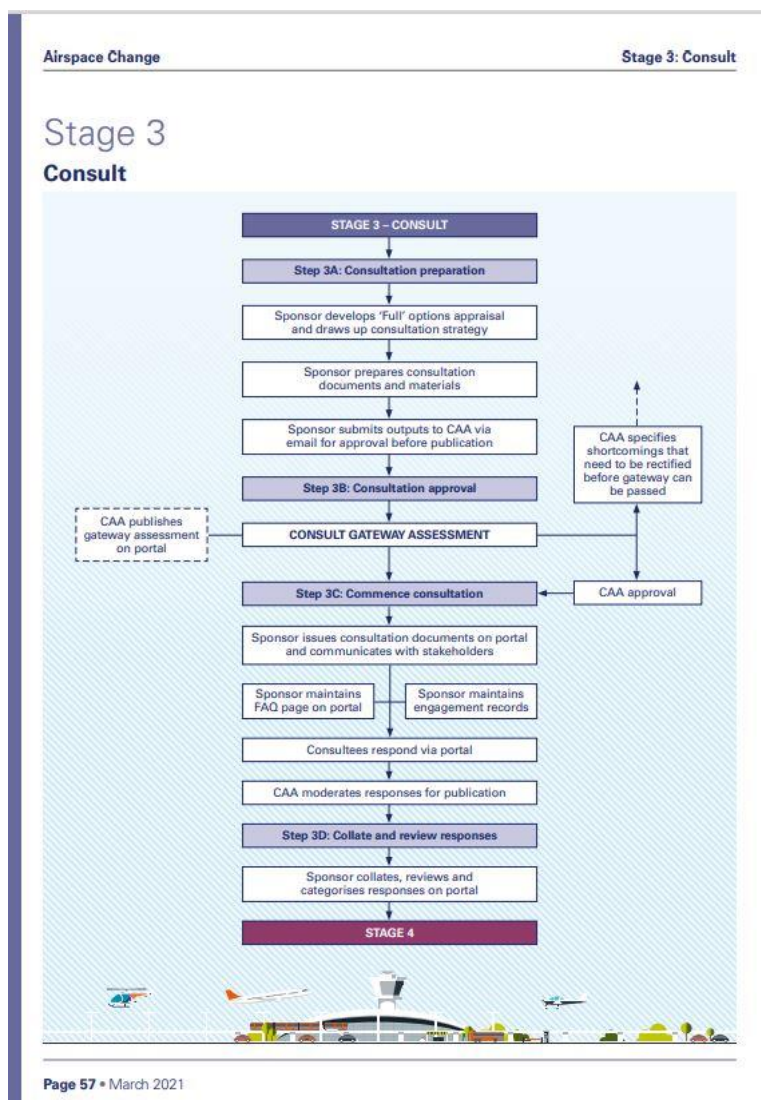 Airspace Change
Stage 3: Consult
Stage 3
Consult
STAGE 3 – CONSULT
Step 3A: Consultation preparation
Sponsor develops ‘Full’ options appraisal
and draws up consultation strategy
Sponsor prepares consultation
documents and materials
Sponsor submits outputs to CAA via
email for approval before publication
CAA specifies
shortcomings that
need to be rectified
before gateway can
be passed
Step 3B: Consultation approval
CAA publishes
gateway assessment
on portal
CONSULT GATEWAY ASSESSMENT
Step 3C: Commence consultation
CAA approval
Sponsor issues consultation documents on portal
and communicates with stakeholders
Sponsor maintains
FAQ page on portal
Sponsor maintains
engagement records
Consultees respond via portal
CAA moderates responses for publication
Step 3D: Collate and review responses
Sponsor collates, reviews and
categorises responses on portal
STAGE 4
Page 57 • March 2021